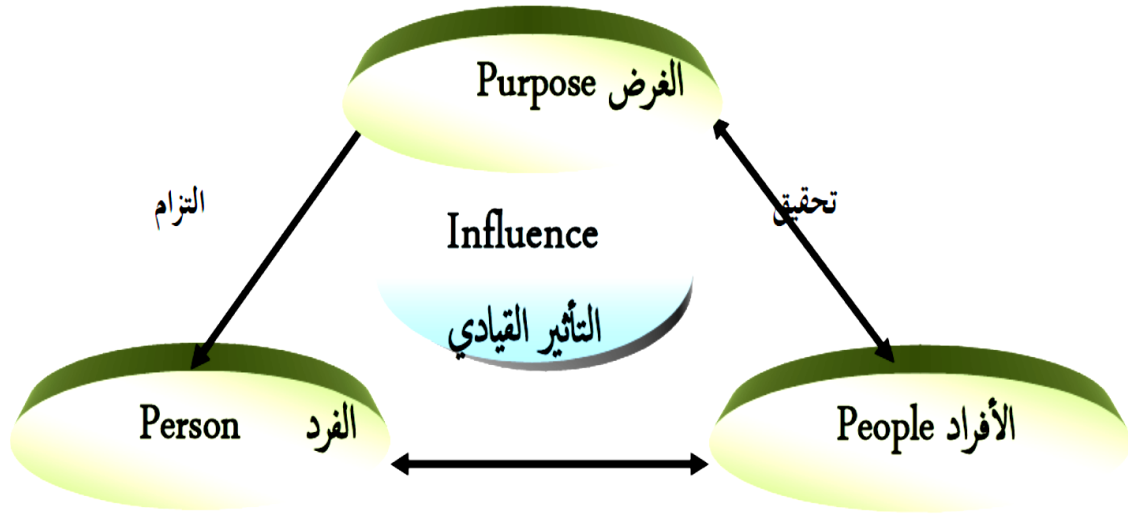 Purpose الغرض
التزام
تحقيق
Influence
التأثير القيادي
Person الفرد
People الأفراد